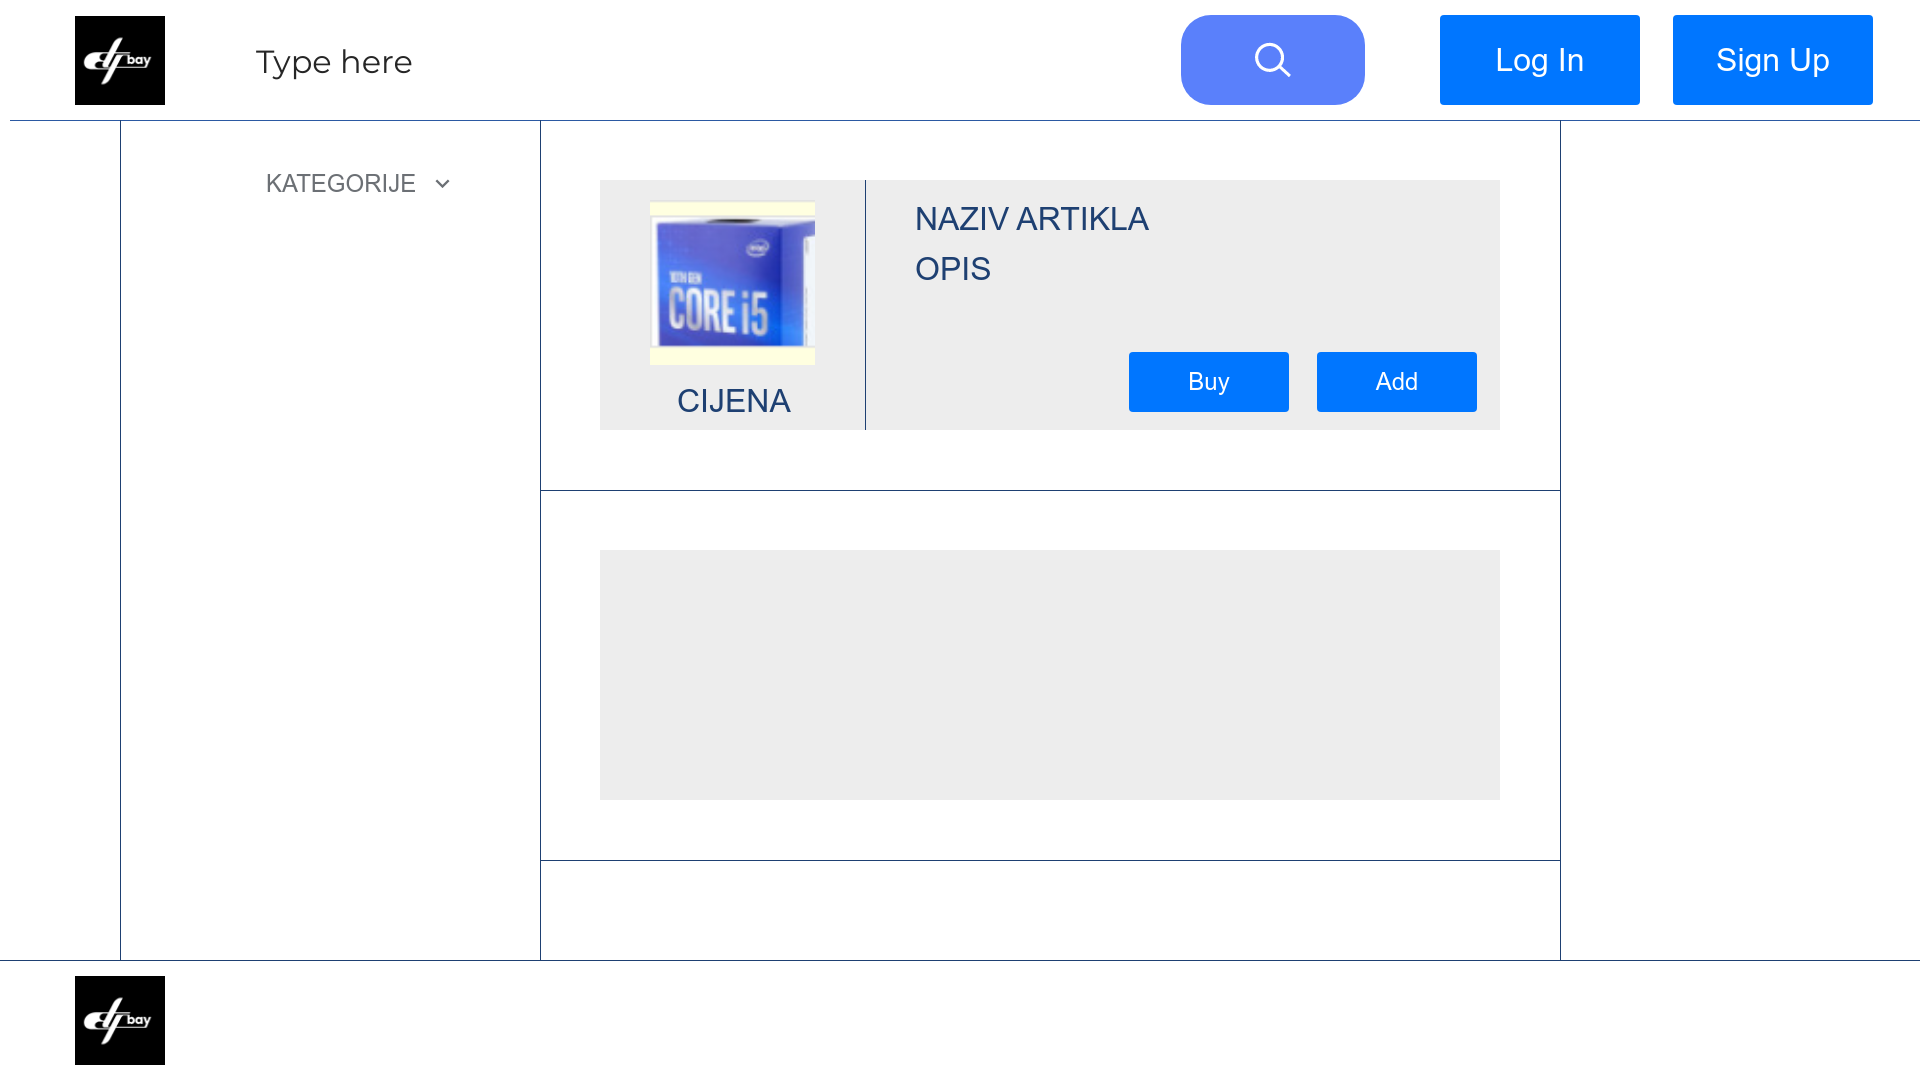 bay
Type here
Log In
Sign Up
KATEGORIJE
NAZIV ARTIKLA
OPIS
intel
10TH GEN
CORE i5
CIJENA
Buy
Add
bay